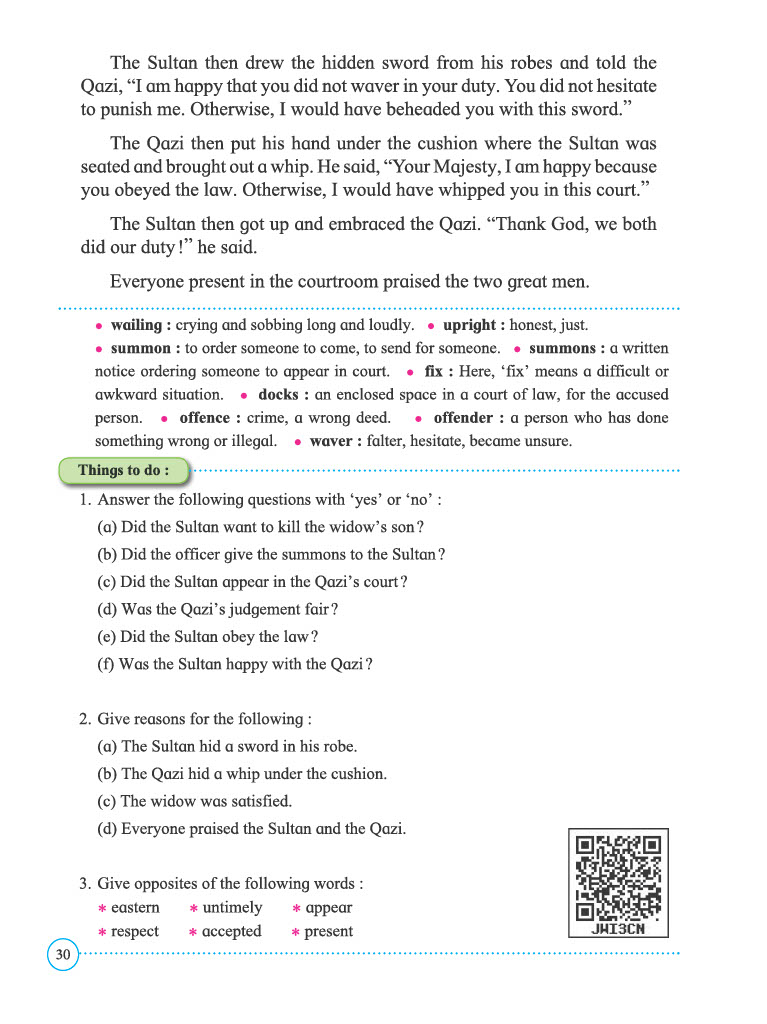 The Sultan then drew the hidden sword from his robes and told the
Qazi, “I am happy that you did not waver in your duty. You did not hesitate
to punish me. Otherwise, I would have beheaded you with this sword.”
The Qazi then put his hand under the cushion where the Sultan was
seated and brought out a whip. He said, “Your Majesty, I am happy because
you obeyed the law. Otherwise, I would have whipped you in this court.”
The Sultan then got up and embraced the Qazi. “Thank God, we both
did our duty!” he said.
Everyone present in the courtroom praised the two great men.
• wailing : crying and sobbing long and loudly. • upright : honest, just.
• summon : to order someone to come, to send for someone. • summons : a written
notice ordering someone to appear in court. • fix : Here, ‘fix’ means a difficult or
awkward situation. • docks : an enclosed space in a court of law, for the accused
person. • offence : crime, a wrong deed. • offender : a person who has done
something wrong or illegal. • waver : falter, hesitate, became unsure.
Things to do :
1. Answer the following questions with ‘yes’ or ‘no’ :
(a) Did the Sultan want to kill the widow’s son?
(b) Did the officer give the summons to the Sultan?
(c) Did the Sultan appear in the Qazi’s court?
(d) Was the Qazi’s judgement fair?
(e) Did the Sultan obey the law?
(f) Was the Sultan happy with the Qazi?
2. Give reasons for the following :
(a) The Sultan hid a sword in his robe.
(b) The Qazi hid a whip under the cushion.
(c) The widow was satisfied.
(d) Everyone praised the Sultan and the Qazi.
3. Give opposites of the following words :
* eastern * untimely * appear
* respect * accepted * present
JWI3CN
30